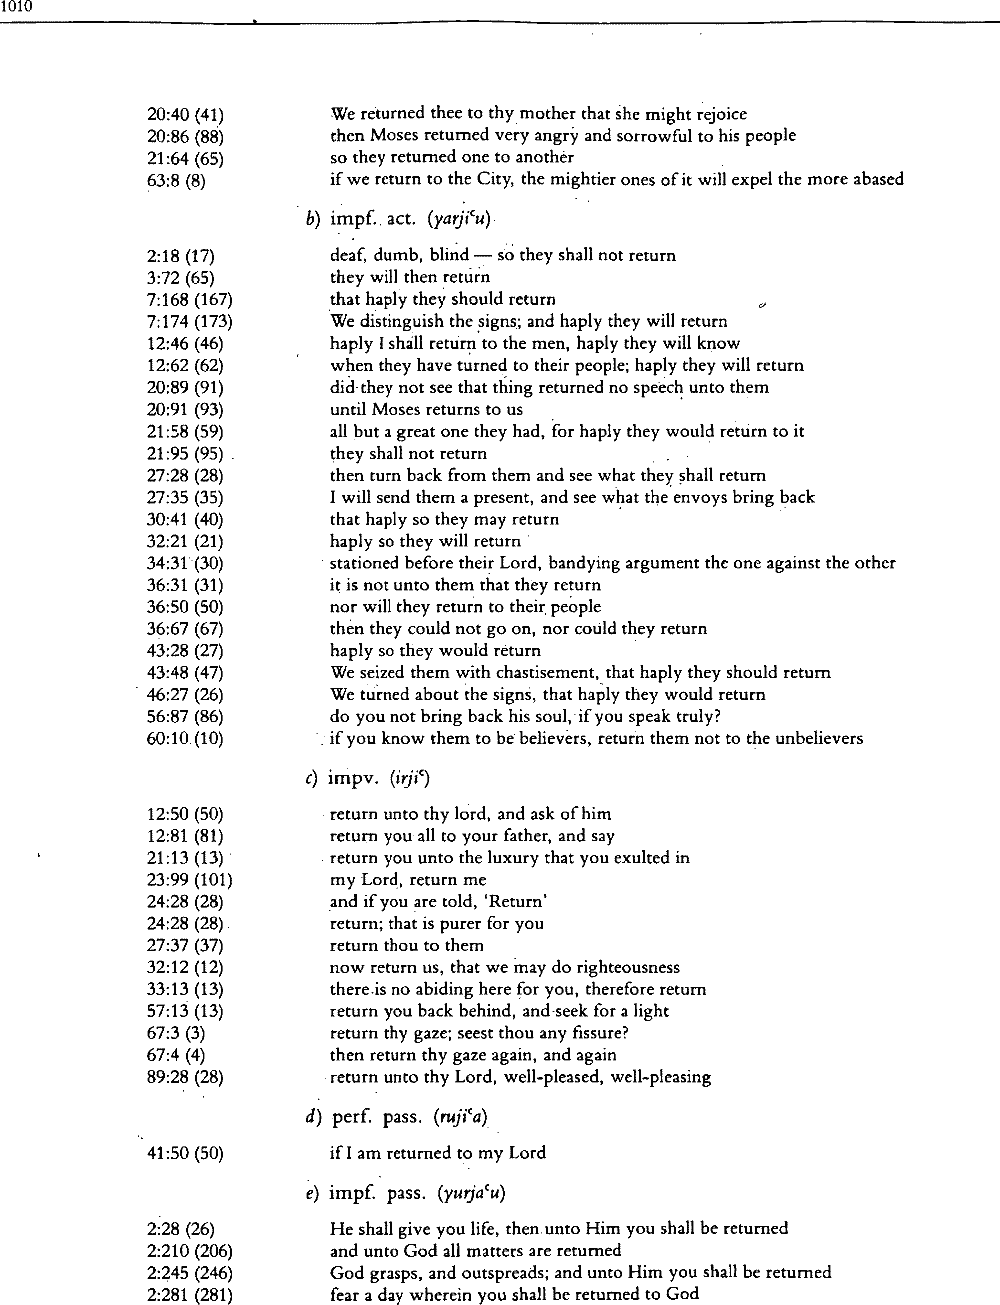 1010
20:40 (41) We returned thee to thy mother that she might rejoice
20:86 (88) then Moses returned very angry and sorrowful to his people
21:64 (65) so they returned one to another
63:8 (8) if we return to the City, the mightier ones of it will expel the more abased
b) impf. act. (yarjiᶜu)
2:18 (17) deaf, dumb, blind — so they shall not return
3:72 (65) they will then return
7:168 (167) that haply they should return
7:174 (173) We distinguish the signs; and haply they will return
12:46 (46) haply I shall return to the men, haply they will know
12:62 (62) when they have turned to their people; haply they will return
20:89 (91) did they not see that thing returned no speech unto them
20:91 (93) until Moses returns to us
21:58 (59) all but a great one they had, for haply they would return to it
21:95 (95) they shall not return
27:28 (28) then turn back from them and see what they shall return
27:35 (35) I will send them a present, and see what the envoys bring back
30:41 (40) that haply so they may return
32:21 (21) haply so they will return
34:31 (30) stationed before their Lord, bandying argument the one against the other
36:31 (31) it is not unto them that they return
36:50 (50) nor will they return to their people
36:67 (67) then they could not go on, nor could they return
43:28 (27) haply so they would return
43:48 (47) We seized them with chastisement, that haply they should return
46:27 (26) We turned about the signs, that haply they would return
56:87 (86) do you not bring back his soul, if you speak truly?
60:10 (10) if you know them to be believers, return them not to the unbelievers
c) impv. (irjiᶜ)
12:50 (50) return unto thy lord, and ask of him
12:81 (81) return you all to your father, and say
21:13 (13) return you unto the luxury that you exulted in
23:99 (101) my Lord, return me
24:28 (28) and if you are told, 'Return'
24:28 (28) return; that is purer for you
27:37 (37) return thou to them
32:12 (12) now return us, that we may do righteousness
33:13 (13) there is no abiding here for you, therefore return
57:13 (13) return you back behind, and seek for a light
67:3 (3) return thy gaze; seest thou any fissure?
67:4 (4) then return thy gaze again, and again
89:28 (28) return unto thy Lord, well-pleased, well-pleasing
d) perf. pass. (rujiᶜa)
41:50 (50) if I am returned to my Lord
e) impf. pass. (yurjaᶜu)
2:28 (26) He shall give you life, then unto Him you shall be returned
2:210 (206) and unto God all matters are returned
2:245 (246) God grasps, and outspreads; and unto Him you shall be returned
2:281 (281) fear a day wherein you shall be returned to God